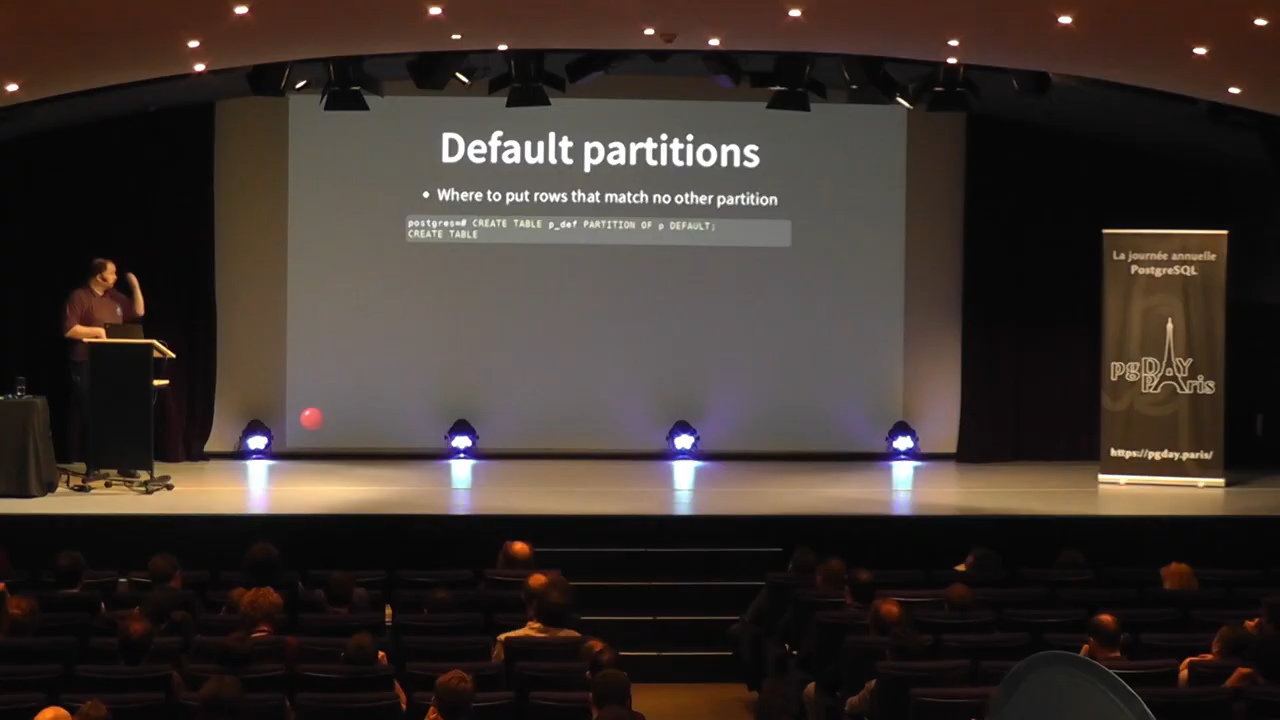 Default partitions
• Where to put rows that match no other partition
postgres=# CREATE TABLE p_def PARTITION OF p DEFAULT;
CREATE TABLE
La journée annuelle
PostgreSQL
pgDAY
PAris
https://pgday.paris/